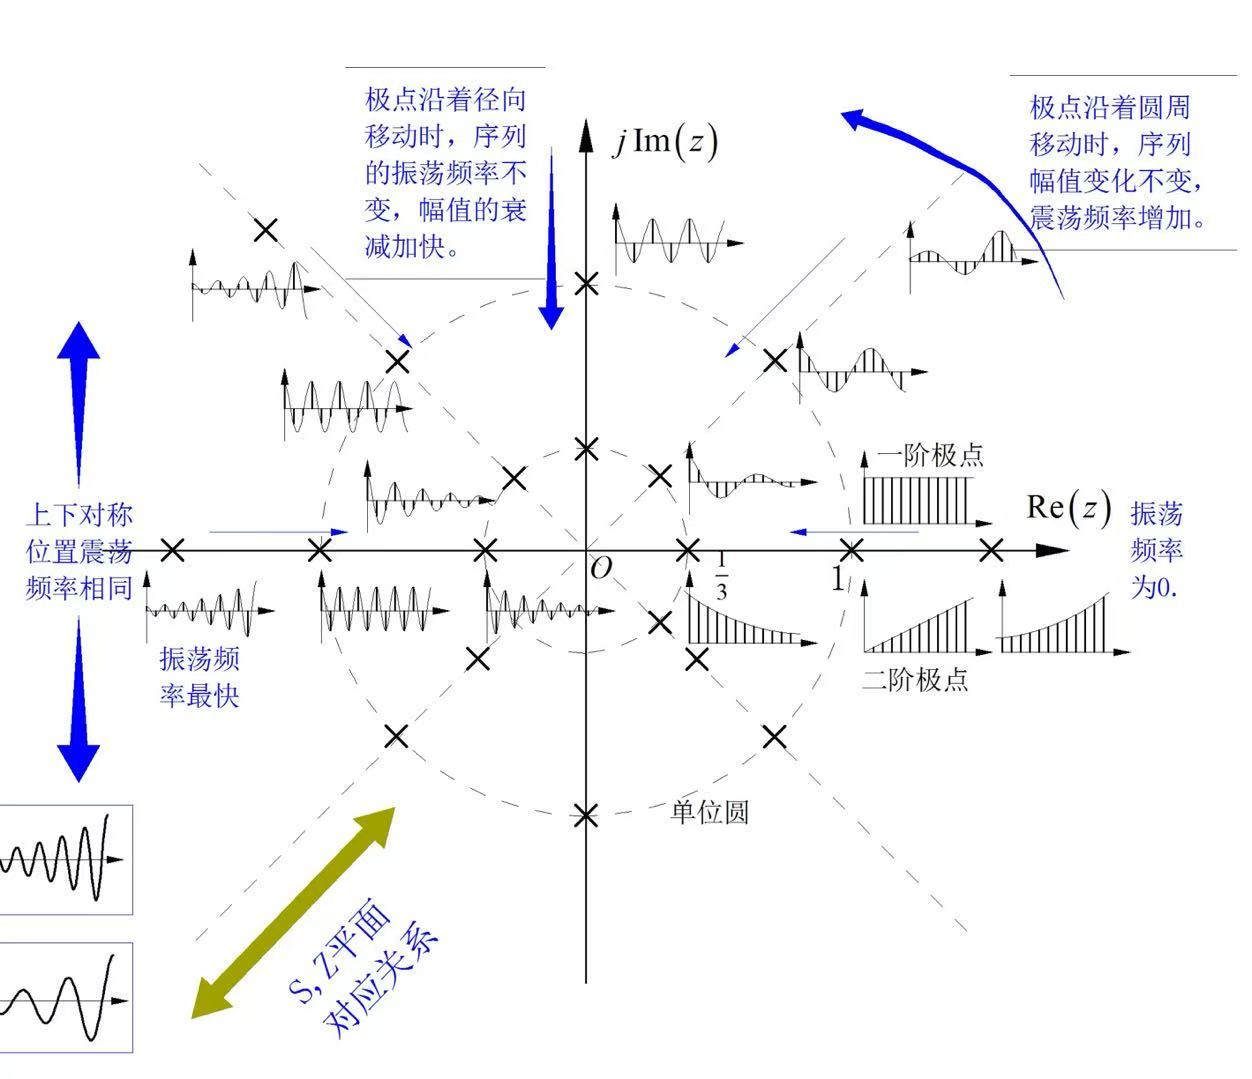 极点沿着径向
移动时，序列
的振荡频率不
变，幅值的衰
减加快。
j Im(z)
极点沿着圆周
移动时，序列
幅值变化不变，
震荡频率增加。
一阶极点
Re(z)
振荡
频率
为0.
上下对称
位置震荡
频率相同
O
1
3
1
振荡频
率最快
二阶极点
单位圆
S, Z平面
对应关系